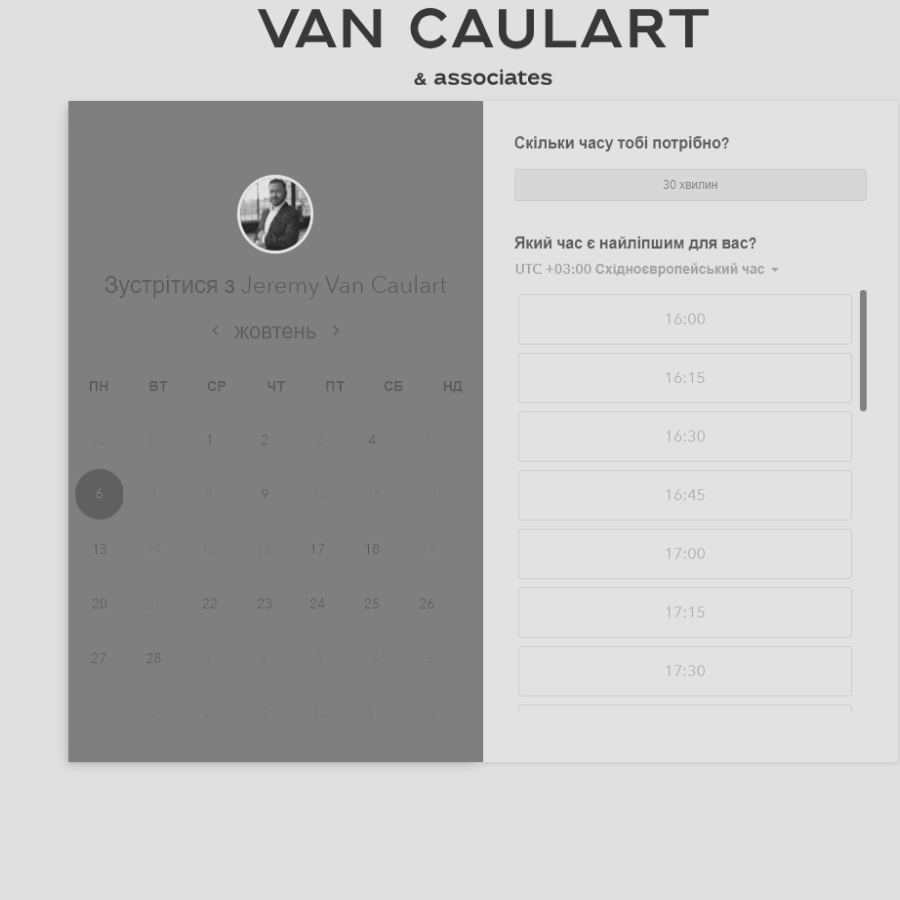 VAN CAULART
& associates
Зустрітися з Jeremy Van Caulart
‹ жовтень ›
ПН ВТ СР ЧТ ПТ СБ НД
30 31 1 2 3 4 5
6 7 8 9 10 11 12
13 14 15 16 17 18 19
20 21 22 23 24 25 26
27 28 1 2 3 4 5
6 7 8 9 10 11 12
Скільки часу тобі потрібно?
30 хвилин
Який час є найліпшим для вас?
UTC +03:00 Східноєвропейський час
16:00
16:15
16:30
16:45
17:00
17:15
17:30